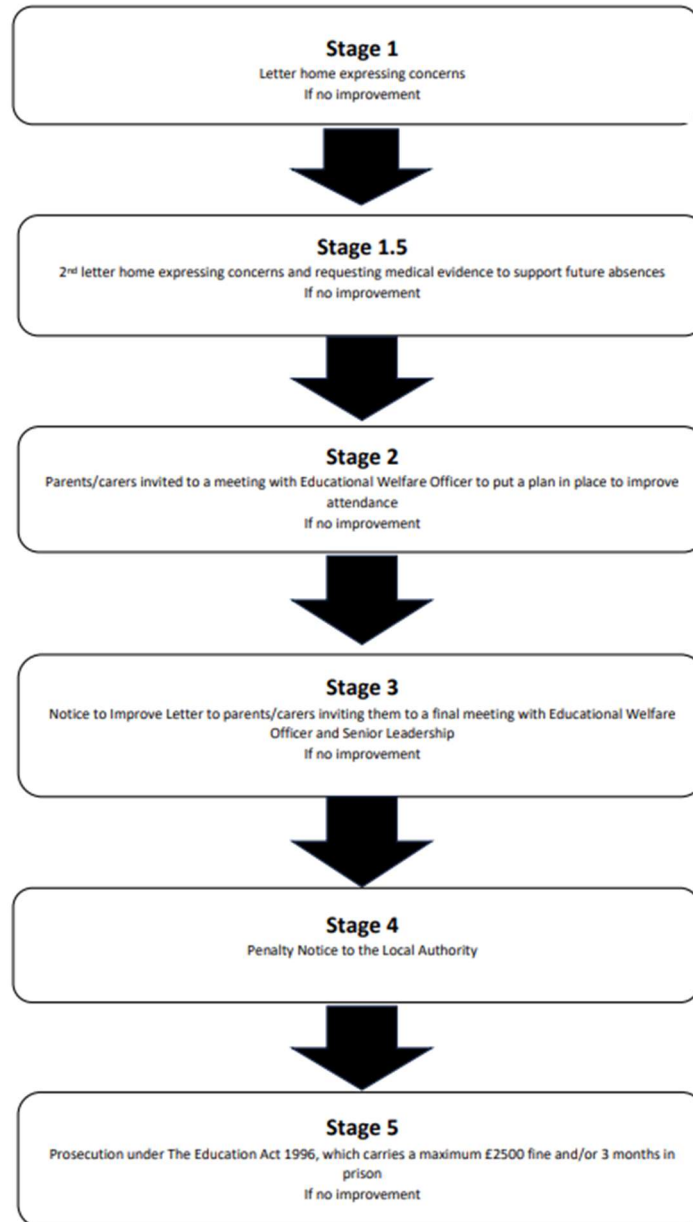 Stage 1
Letter home expressing concerns
If no improvement
Stage 1.5
2nd letter home expressing concerns and requesting medical evidence to support future absences
If no improvement
Stage 2
Parents/carers invited to a meeting with Educational Welfare Officer to put a plan in place to improve
attendance
If no improvement
Stage 3
Notice to Improve Letter to parents/carers inviting them to a final meeting with Educational Welfare
Officer and Senior Leadership
If no improvement
Stage 4
Penalty Notice to the Local Authority
Stage 5
Prosecution under The Education Act 1996, which carries a maximum £2500 fine and/or 3 months in
prison
If no improvement